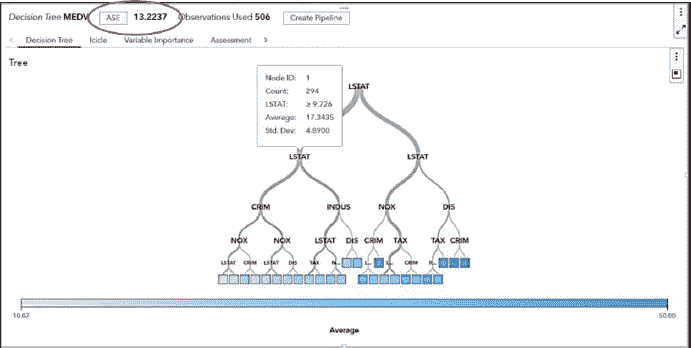 Decision Tree MEDV ASE 13.2237 Observations Used 506 Create Pipeline
Decision Tree Icicle Variable Importance Assessment
Tree
Node ID: 1
Count: 294
LSTAT: ≥ 9.726
Average: 17.3435
Std. Dev: 4.8900
LSTAT
LSTAT LSTAT
CRIM INDUS NOX DIS
NOX NOX LSTAT DIS CRIM TAX TAX CRIM
LSTAT CRIM LSTAT DIS TAX N... L... L... CRIM R...
10.67 50.00
Average